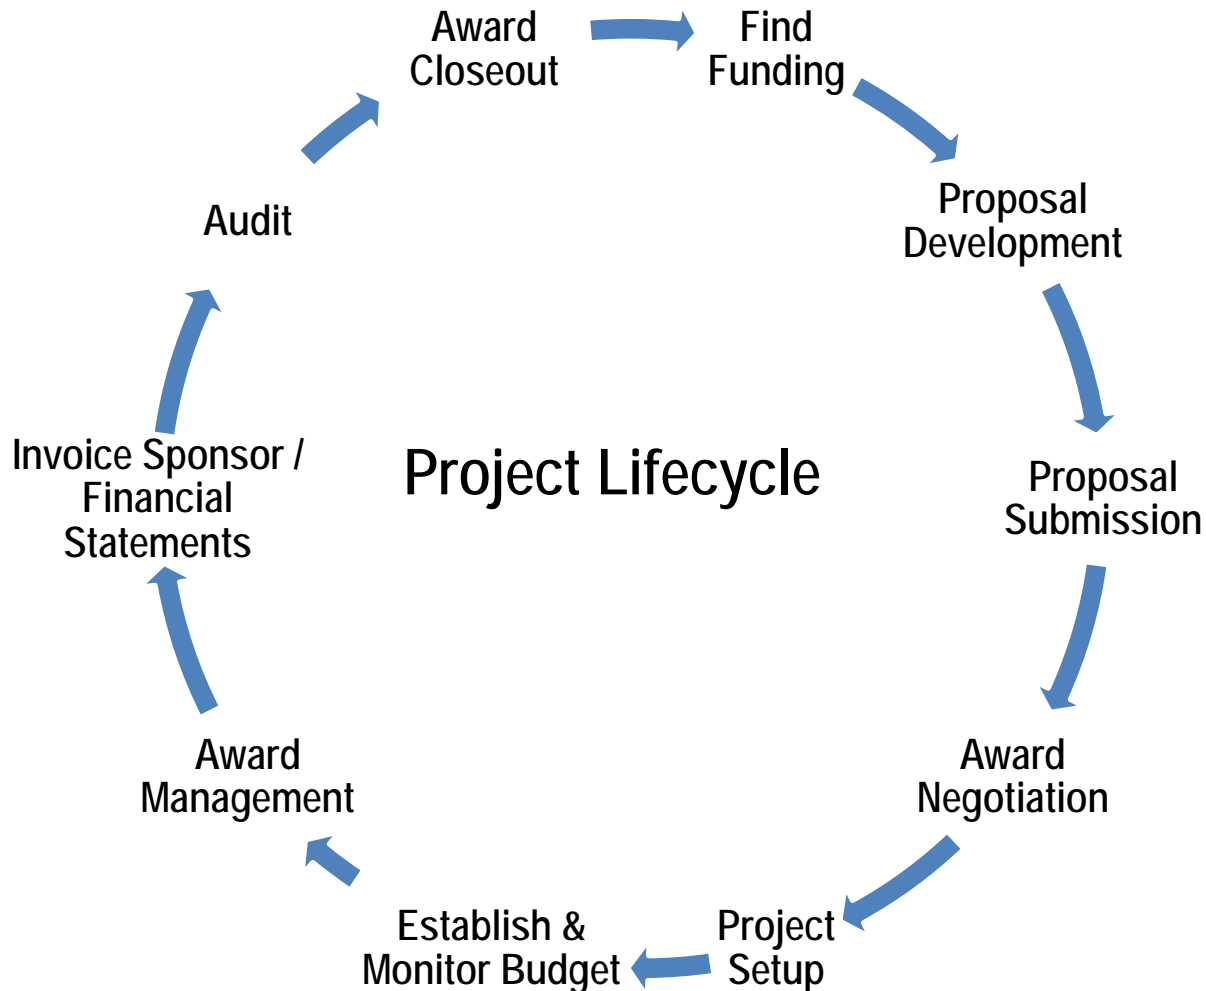 Award
Closeout
Find
Funding
Proposal
Development
Proposal
Submission
Award
Negotiation
Project
Setup
Establish &
Monitor Budget
Award
Management
Invoice Sponsor /
Financial
Statements
Audit
Project Lifecycle